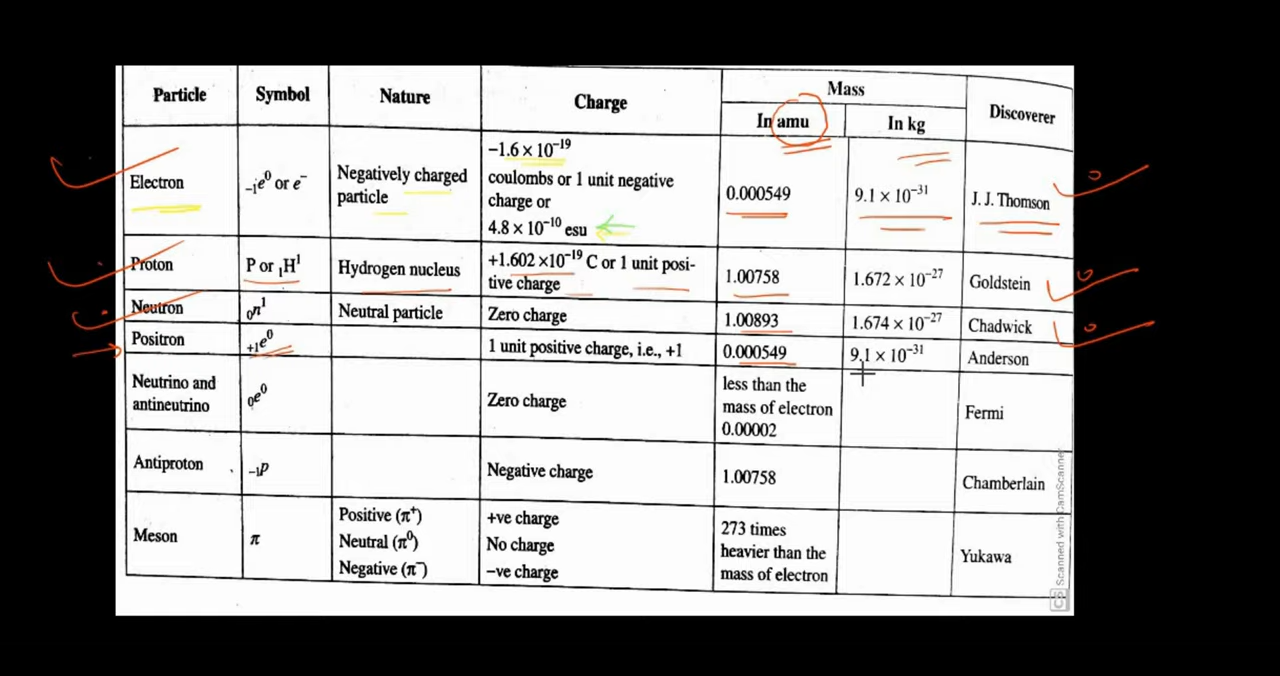 Particle Symbol Nature Charge Mass Discoverer
In amu In kg
Electron ₋₁e⁰ or e⁻ Negatively charged particle −1.6 × 10⁻¹⁹ coulombs or 1 unit negative charge or 4.8 × 10⁻¹⁰ esu 0.000549 9.1 × 10⁻³¹ J. J. Thomson
Proton P or ₁H¹ Hydrogen nucleus +1.602 ×10⁻¹⁹ C or 1 unit posi-tive charge 1.00758 1.672 × 10⁻²⁷ Goldstein
Neutron ₀n¹ Neutral particle Zero charge 1.00893 1.674 × 10⁻²⁷ Chadwick
Positron ₊₁e⁰ 1 unit positive charge, i.e., +1 0.000549 9.1 × 10⁻³¹ Anderson
Neutrino and antineutrino ₀e⁰ Zero charge less than the mass of electron 0.00002 Fermi
Antiproton ₋₁p Negative charge 1.00758 Chamberlain
Meson π Positive (π⁺) +ve charge 273 times heavier than the mass of electron Yukawa
Neutral (π⁰) No charge
Negative (π⁻) −ve charge
CS Scanned with CamScanner